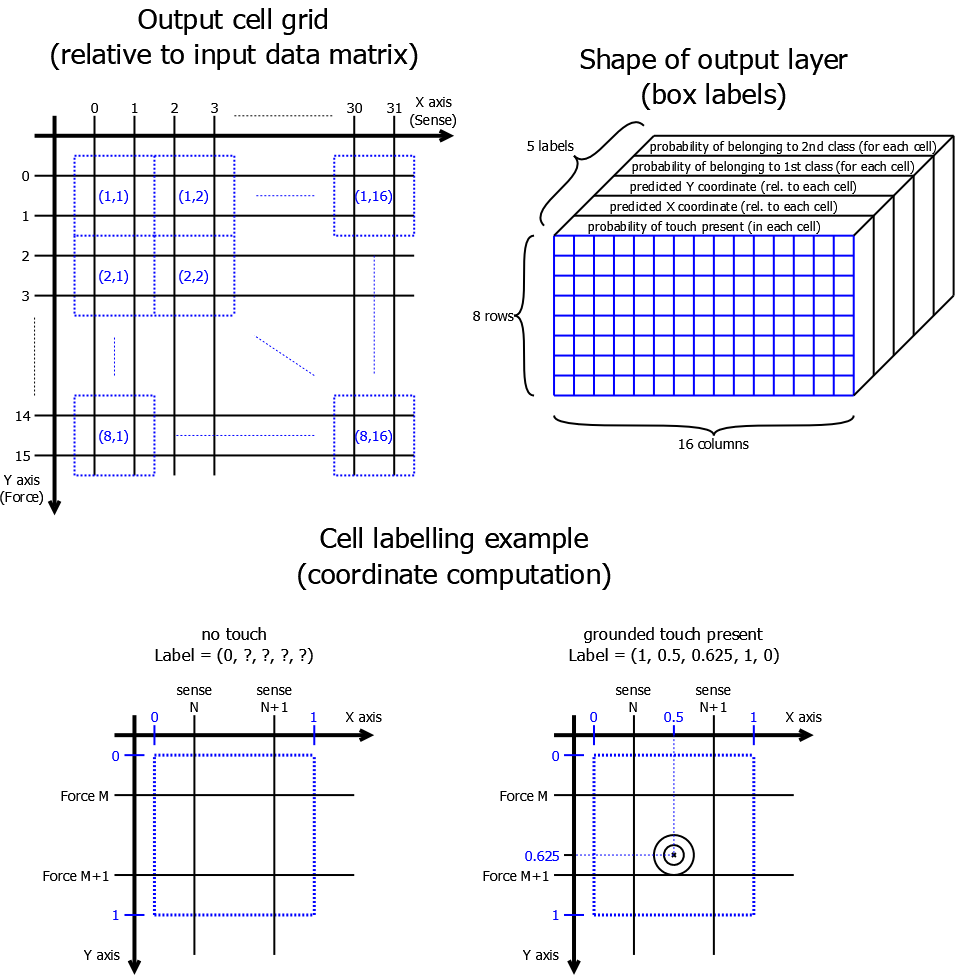 Output cell grid
(relative to input data matrix)
0 1 2 3 30 31 X axis
(Sense)
0
(1,1) (1,2) (1,16)
1
2
(2,1) (2,2)
3
14
(8,1) (8,16)
15
Y axis
(Force)
Shape of output layer
(box labels)
5 labels
probability of belonging to 2nd class (for each cell)
probability of belonging to 1st class (for each cell)
predicted Y coordinate (rel. to each cell)
predicted X coordinate (rel. to each cell)
probability of touch present (in each cell)
8 rows
16 columns
Cell labelling example
(coordinate computation)
no touch
Label = (0, ?, ?, ?, ?)
sense
N
sense
N+1
0 1 X axis
0
Force M
Force M+1
1
Y axis
grounded touch present
Label = (1, 0.5, 0.625, 1, 0)
sense
N
sense
N+1
0 0.5 1 X axis
0
Force M
0.625
Force M+1
1
Y axis